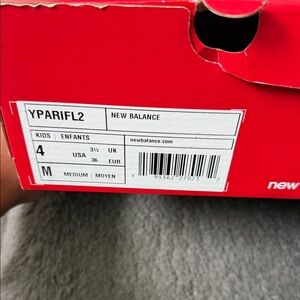 YPARIFL2 NEW BALANCE
KIDS ENFANTS newbalance.com
4 3½ UK
USA 36 EUR
M MEDIUM MOYEN
new